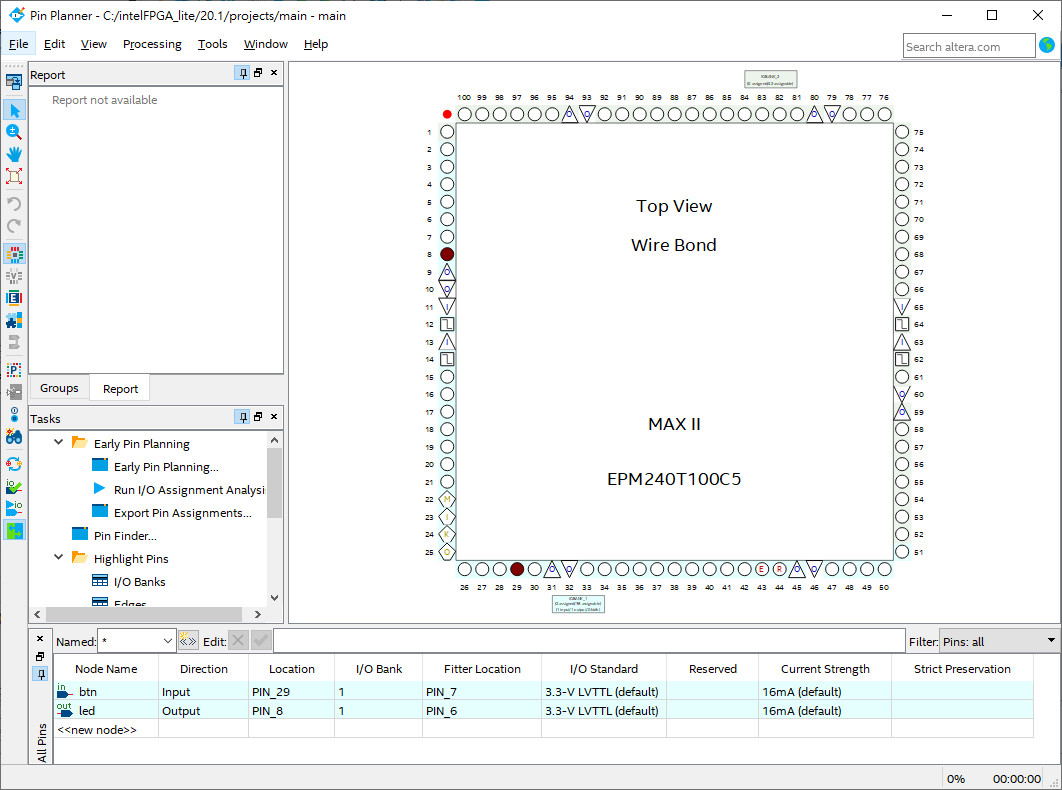 Pin Planner - C:/intelFPGA_lite/20.1/projects/main - main
File Edit View Processing Tools Window Help
Search altera.com
Report
Report not available
Groups Report
Tasks
Early Pin Planning
Early Pin Planning...
Run I/O Assignment Analysi
Export Pin Assignments...
Pin Finder...
Highlight Pins
I/O Banks
Edges
100 99 98 97 96 95 94 93 92 91 90 89 88 87 86 85 84 83 82 81 80 79 78 77 76
1 75
2 74
3 73
4 72
5 71
6 70
7 69
8 68
9 67
10 66
11 65
12 64
13 63
14 62
15 61
16 60
17 59
18 58
19 57
20 56
21 55
22 54
23 53
24 52
25 51
Top View
Wire Bond
MAX II
EPM240T100C5
26 27 28 29 30 31 32 33 34 35 36 37 38 39 40 41 42 43 44 45 46 47 48 49 50
Named: * «» Edit: Filter: Pins: all
Node Name Direction Location I/O Bank Fitter Location I/O Standard Reserved Current Strength Strict Preservation
in btn Input PIN_29 1 PIN_7 3.3-V LVTTL (default) 16mA (default)
out led Output PIN_8 1 PIN_6 3.3-V LVTTL (default) 16mA (default)
<<new node>>
All Pins
0% 00:00:00